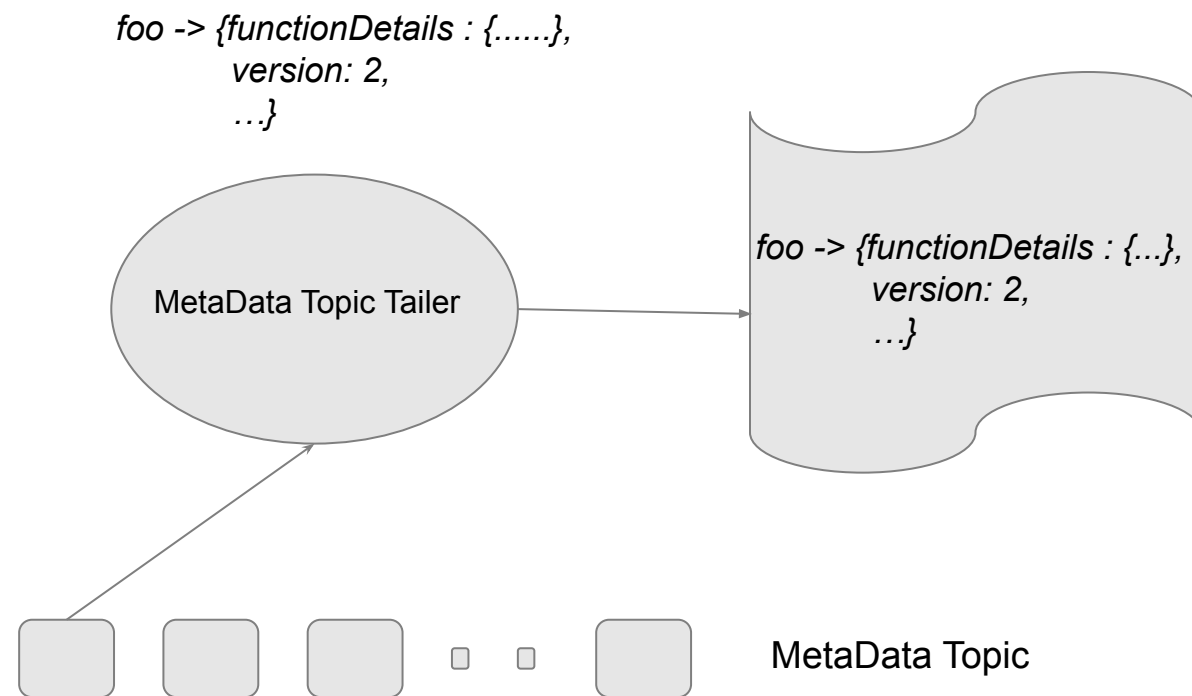 foo -> {functionDetails : {......},
version: 2,
…}
MetaData Topic Tailer
foo -> {functionDetails : {...},
version: 2,
…}
MetaData Topic